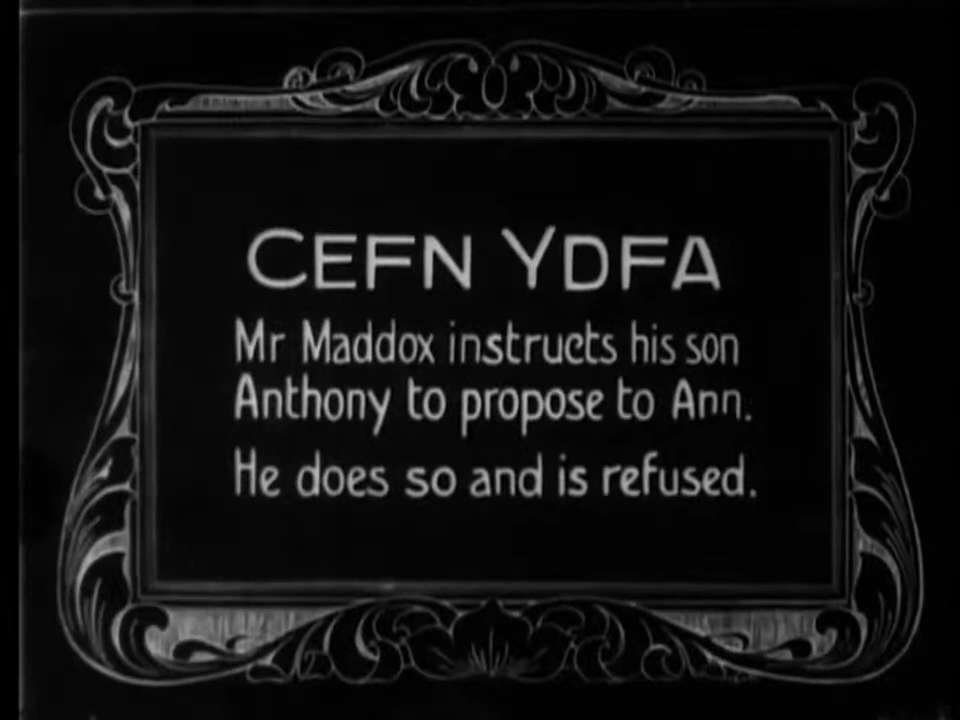 CEFN YDFA
Mr Maddox instructs his son
Anthony to propose to Ann.
He does so and is refused.